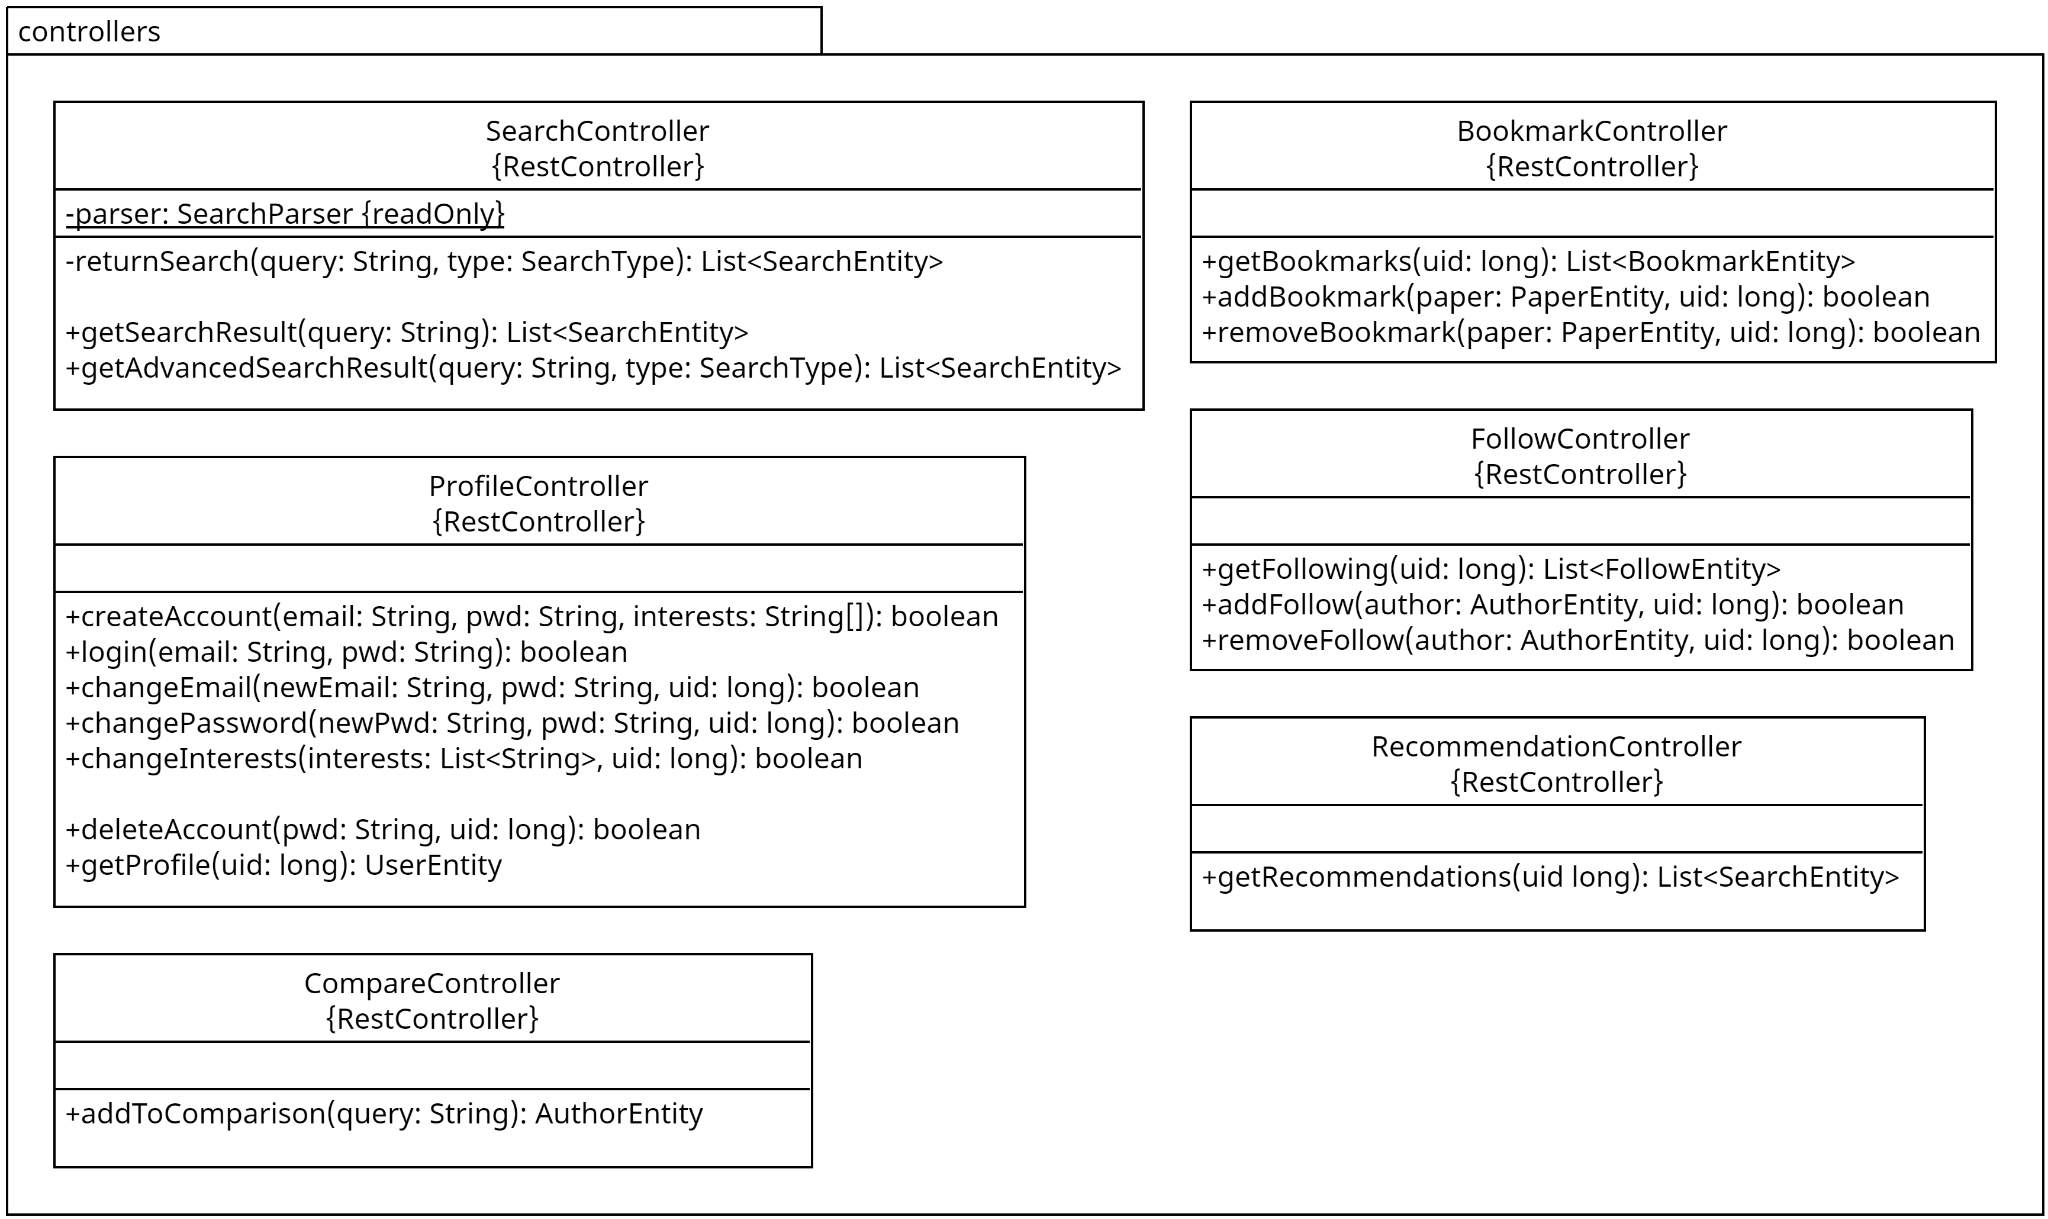 controllers
SearchController
{RestController}
-parser: SearchParser {readOnly}
-returnSearch(query: String, type: SearchType): List<SearchEntity>
+getSearchResult(query: String): List<SearchEntity>
+getAdvancedSearchResult(query: String, type: SearchType): List<SearchEntity>
BookmarkController
{RestController}
+getBookmarks(uid: long): List<BookmarkEntity>
+addBookmark(paper: PaperEntity, uid: long): boolean
+removeBookmark(paper: PaperEntity, uid: long): boolean
ProfileController
{RestController}
+createAccount(email: String, pwd: String, interests: String[]): boolean
+login(email: String, pwd: String): boolean
+changeEmail(newEmail: String, pwd: String, uid: long): boolean
+changePassword(newPwd: String, pwd: String, uid: long): boolean
+changeInterests(interests: List<String>, uid: long): boolean
+deleteAccount(pwd: String, uid: long): boolean
+getProfile(uid: long): UserEntity
FollowController
{RestController}
+getFollowing(uid: long): List<FollowEntity>
+addFollow(author: AuthorEntity, uid: long): boolean
+removeFollow(author: AuthorEntity, uid: long): boolean
RecommendationController
{RestController}
+getRecommendations(uid long): List<SearchEntity>
CompareController
{RestController}
+addToComparison(query: String): AuthorEntity